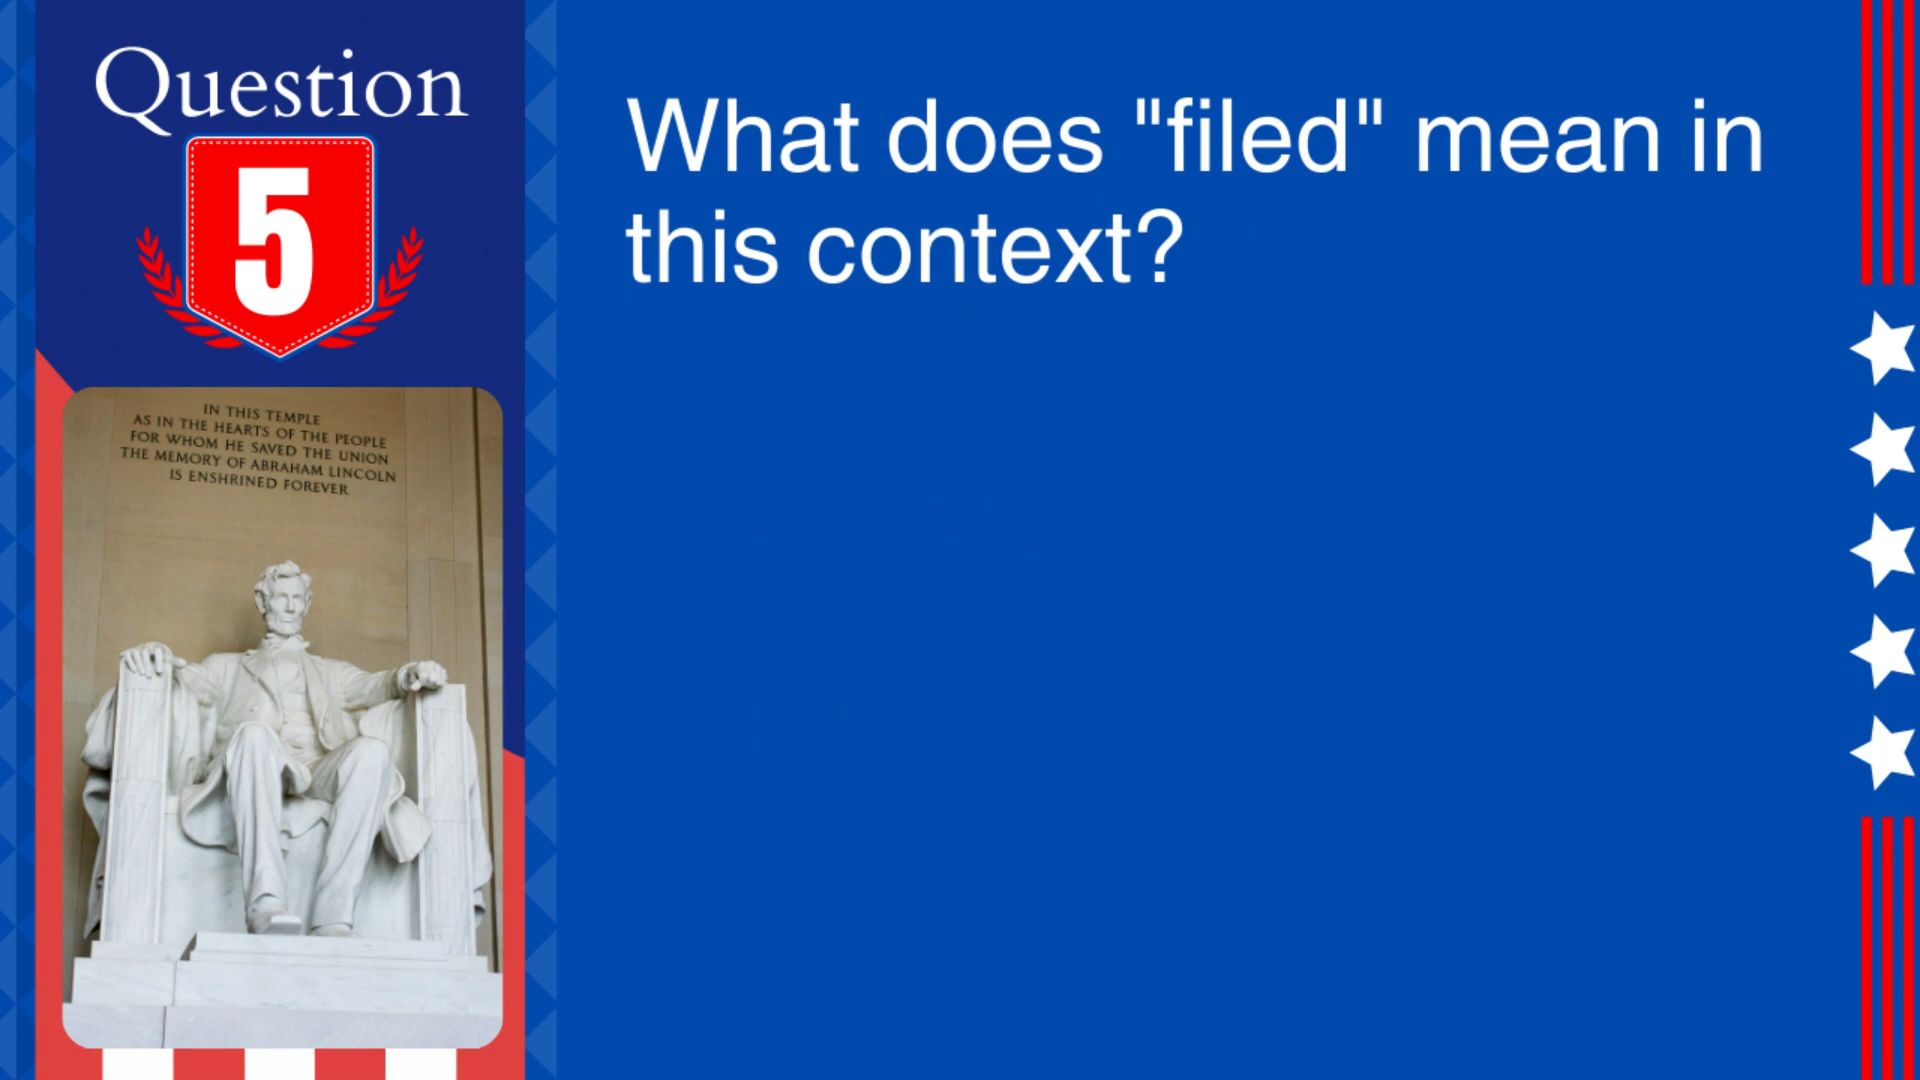 Question
5
What does "filed" mean in
this context?
IN THIS TEMPLE
AS IN THE HEARTS OF THE PEOPLE
FOR WHOM HE SAVED THE UNION
THE MEMORY OF ABRAHAM LINCOLN
IS ENSHRINED FOREVER